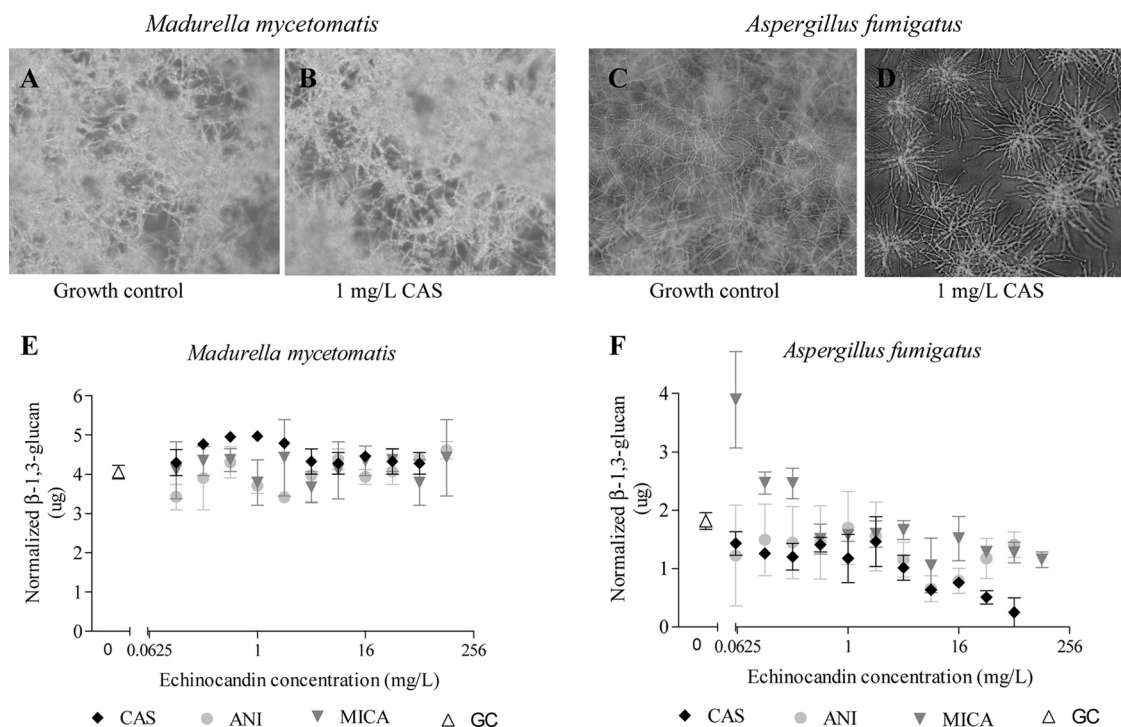 Madurella mycetomatis Aspergillus fumigatus
A B C D
Growth control 1 mg/L CAS Growth control 1 mg/L CAS
E Madurella mycetomatis
Normalized β-1,3-glucan
(ug)
6
5
4
3
2
1
0
0 0.0625 1 16 256
Echinocandin concentration (mg/L)
CAS ANI MICA GC
F Aspergillus fumigatus
Normalized β-1,3-glucan
(ug)
4
3
2
1
0
0 0.0625 1 16 256
Echinocandin concentration (mg/L)
CAS ANI MICA GC